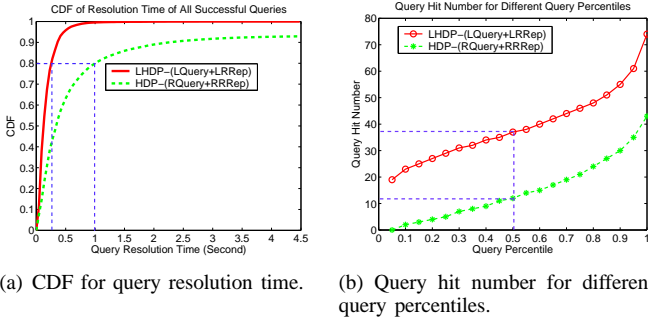 CDF of Resolution Time of All Successful Queries
1
0.9
0.8
0.7
0.6
0.5
0.4
0.3
0.2
0.1
0
CDF
LHDP−(LQuery+LRRep)
HDP−(RQuery+RRRep)
0 0.5 1 1.5 2 2.5 3 3.5 4 4.5
Query Resolution Time (Second)
(a) CDF for query resolution time.
Query Hit Number for Different Query Percentiles
80
70
60
50
40
30
20
10
0
Query Hit Number
LHDP−(LQuery+LRRep)
HDP−(RQuery+RRRep)
0.1 0.2 0.3 0.4 0.5 0.6 0.7 0.8 0.9 1
Query Percentile
(b) Query hit number for differen
query percentiles.